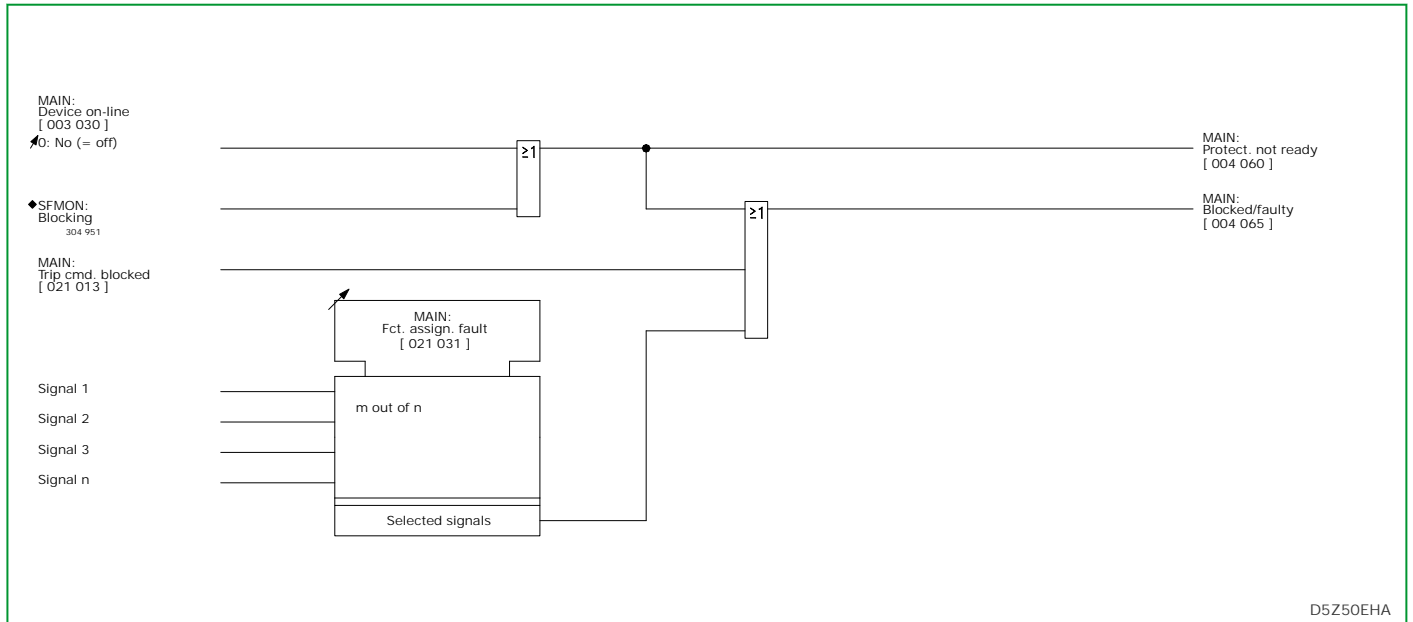 MAIN:
Device on-line
[ 003 030 ]
0: No (= off)
≥1
MAIN:
Protect. not ready
[ 004 060 ]
SFMON:
Blocking
304 951
≥1
MAIN:
Blocked/faulty
[ 004 065 ]
MAIN:
Trip cmd. blocked
[ 021 013 ]
MAIN:
Fct. assign. fault
[ 021 031 ]
Signal 1
Signal 2
Signal 3
Signal n
m out of n
Selected signals
D5Z50EHA